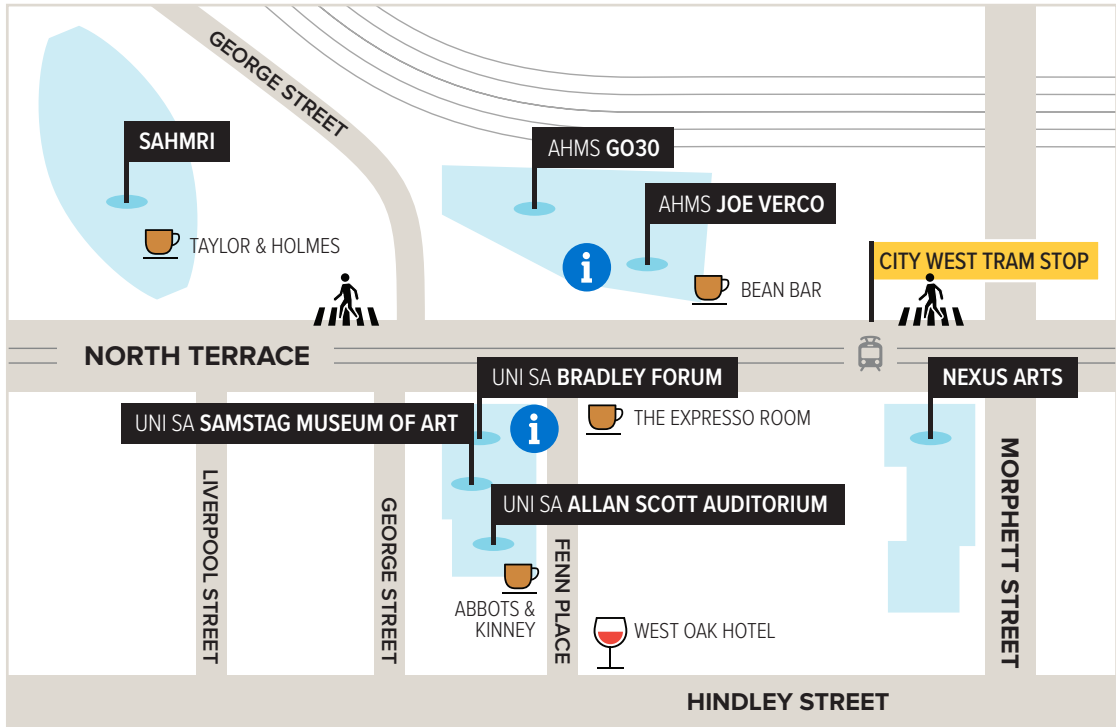 GEORGE STREET
SAHMRI
AHMS GO30
AHMS JOE VERCO
TAYLOR & HOLMES
i
CITY WEST TRAM STOP
BEAN BAR
NORTH TERRACE
UNI SA BRADLEY FORUM
NEXUS ARTS
UNI SA SAMSTAG MUSEUM OF ART
i
THE EXPRESSO ROOM
LIVERPOOL STREET
GEORGE STREET
UNI SA ALLAN SCOTT AUDITORIUM
FENN PLACE
MORPHETT STREET
ABBOTS &
KINNEY
WEST OAK HOTEL
HINDLEY STREET